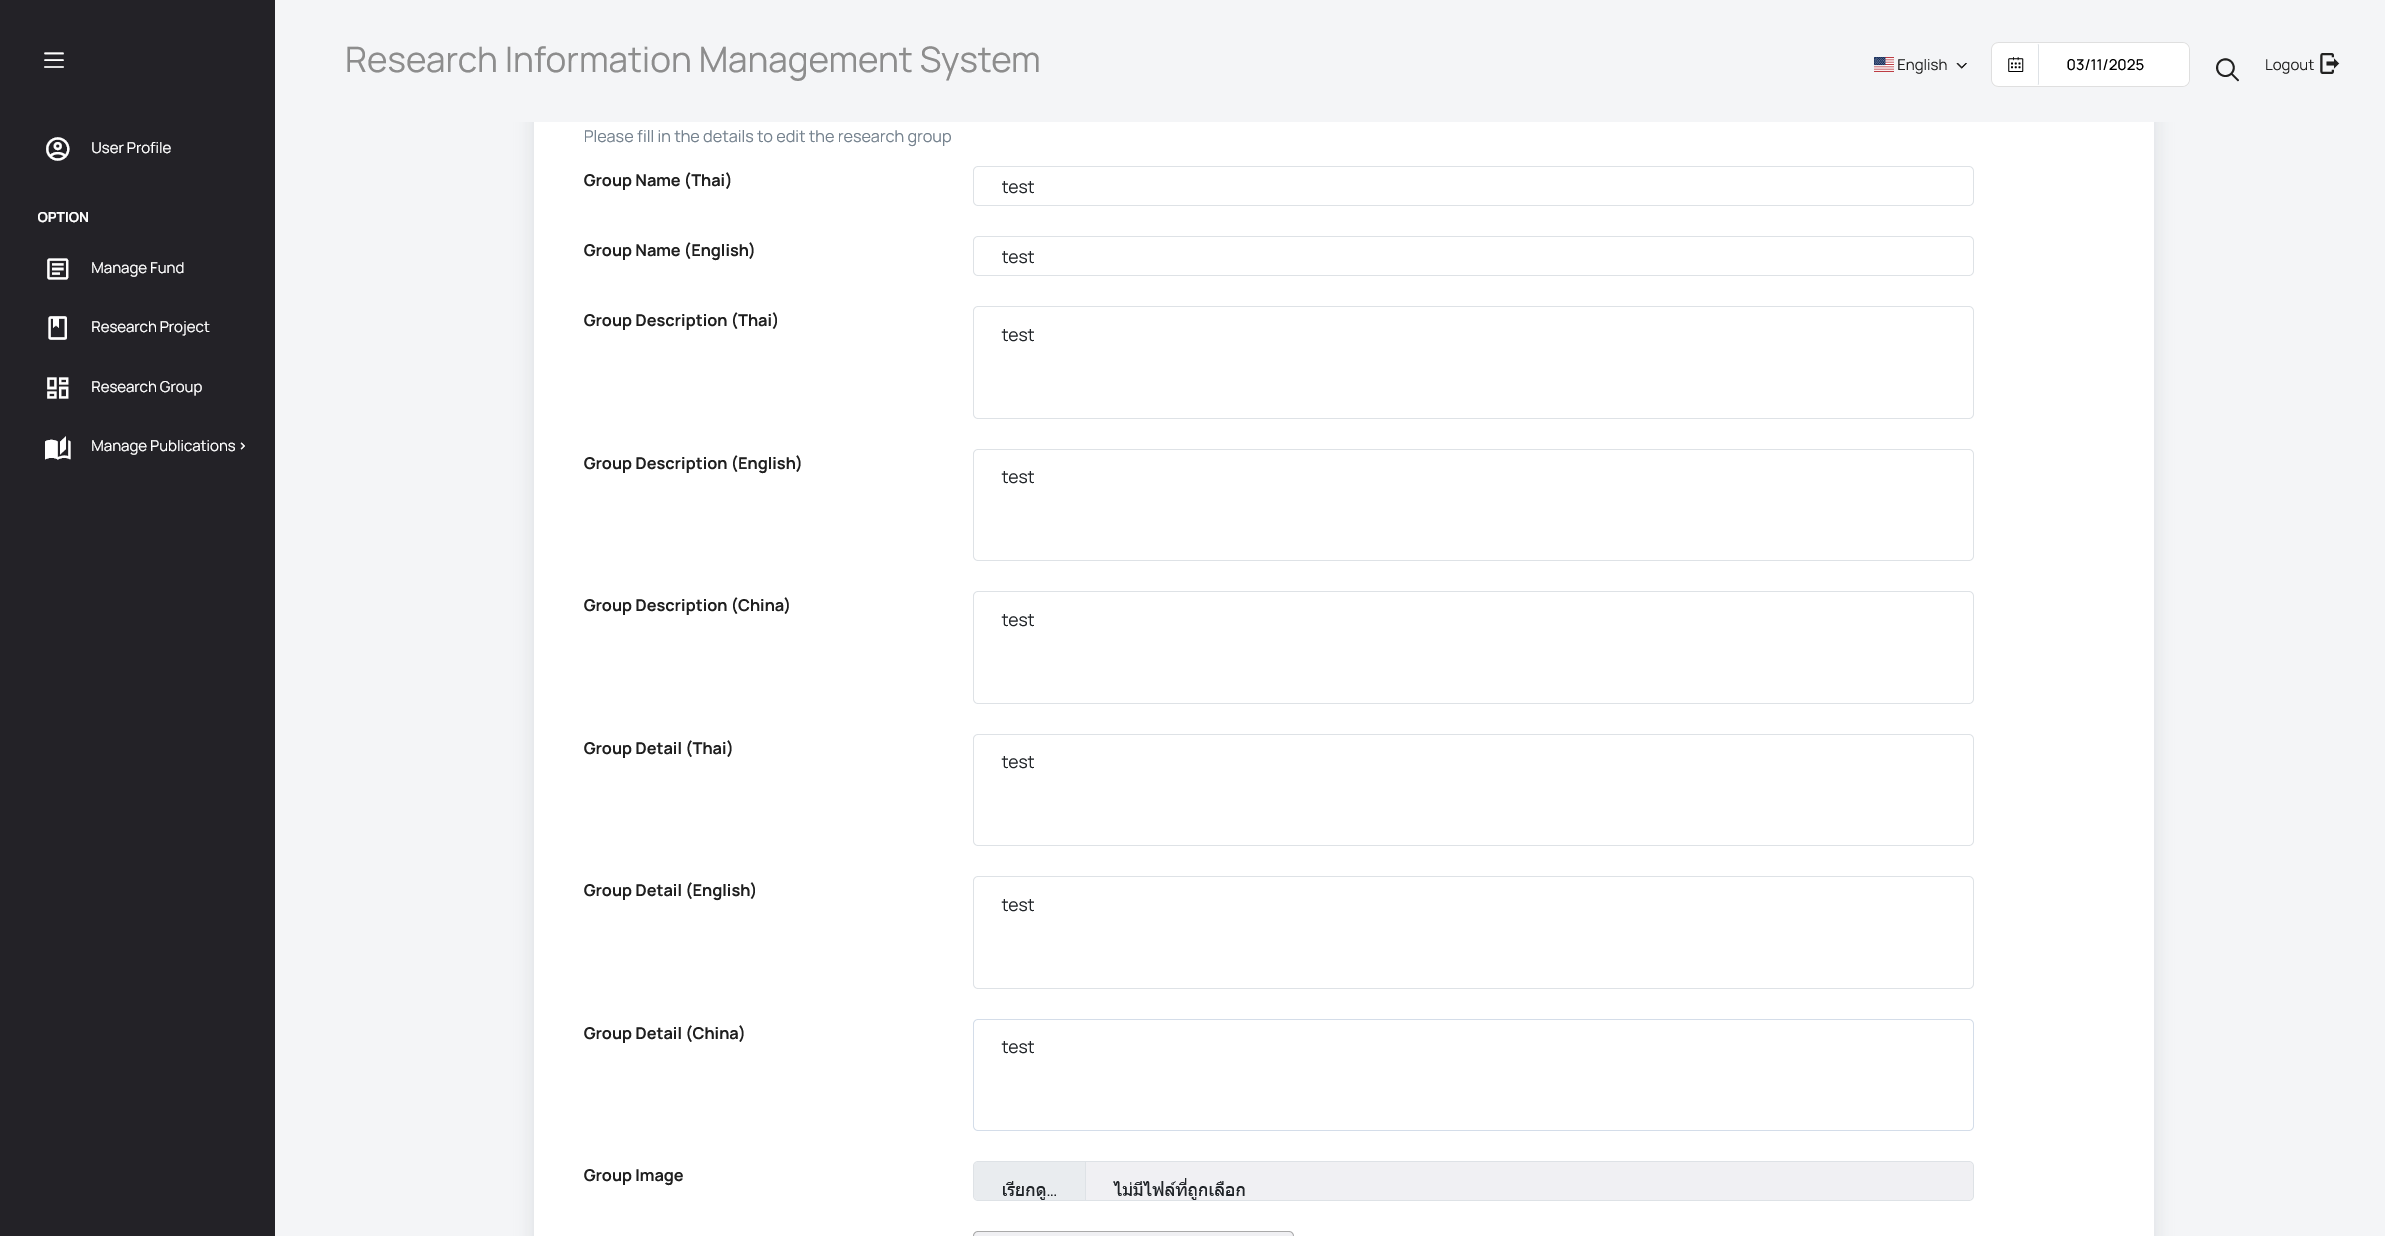 Research Information Management System
English
03/11/2025
Logout
User Profile
OPTION
Manage Fund
Research Project
Research Group
Manage Publications
Please fill in the details to edit the research group
Group Name (Thai)
test
Group Name (English)
test
Group Description (Thai)
test
Group Description (English)
test
Group Description (China)
test
Group Detail (Thai)
test
Group Detail (English)
test
Group Detail (China)
test
Group Image
เรียกดู...
ไม่มีไฟล์ที่ถูกเลือก